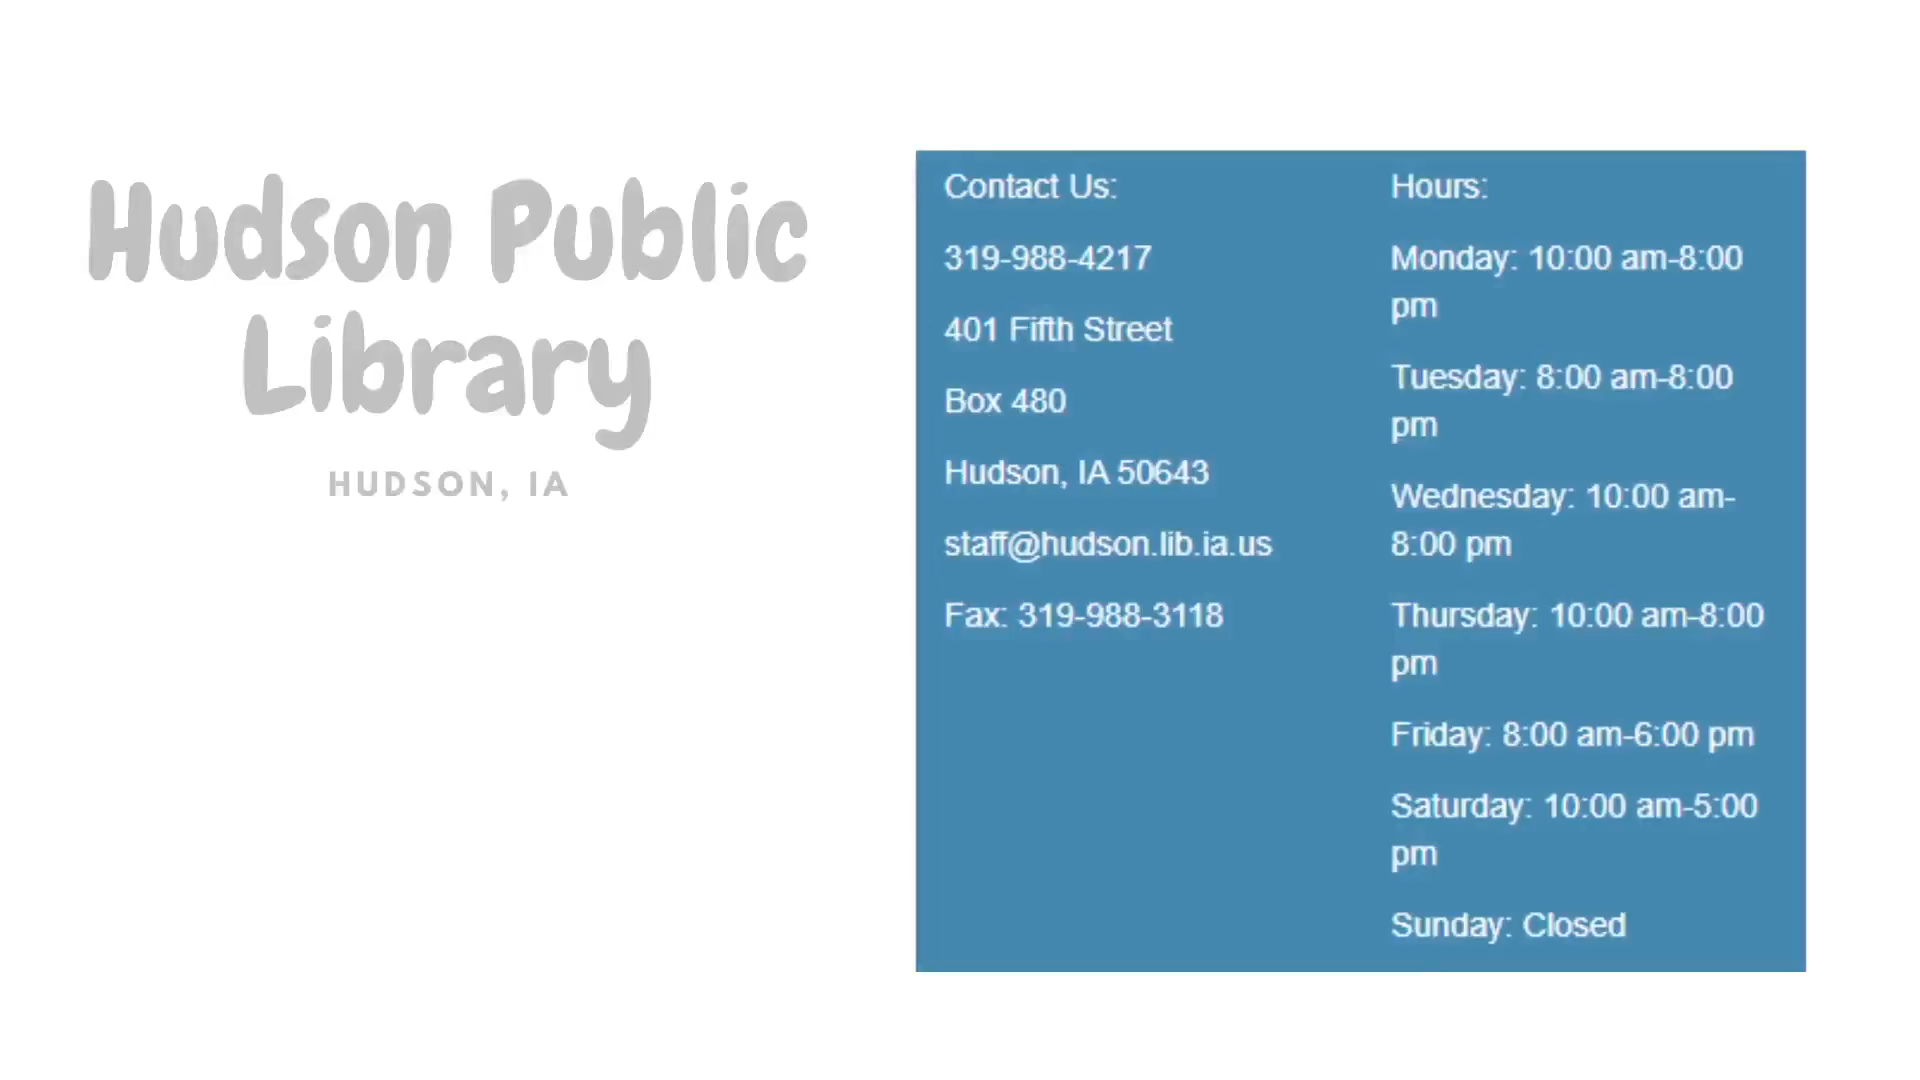 Hudson Public
Library
HUDSON, IA
Contact Us:
319-988-4217
401 Fifth Street
Box 480
Hudson, IA 50643
staff@hudson.lib.ia.us
Fax: 319-988-3118
Hours:
Monday: 10:00 am-8:00
pm
Tuesday: 8:00 am-8:00
pm
Wednesday: 10:00 am-
8:00 pm
Thursday: 10:00 am-8:00
pm
Friday: 8:00 am-6:00 pm
Saturday: 10:00 am-5:00
pm
Sunday: Closed